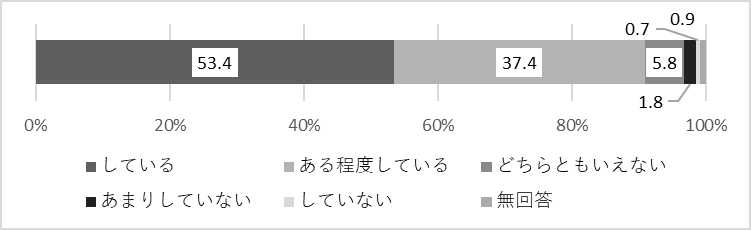 0.9
0.7
53.4 37.4 5.8
1.8
0% 20% 40% 60% 80% 100%
している ある程度している どちらともいえない
あまりしていない していない 無回答